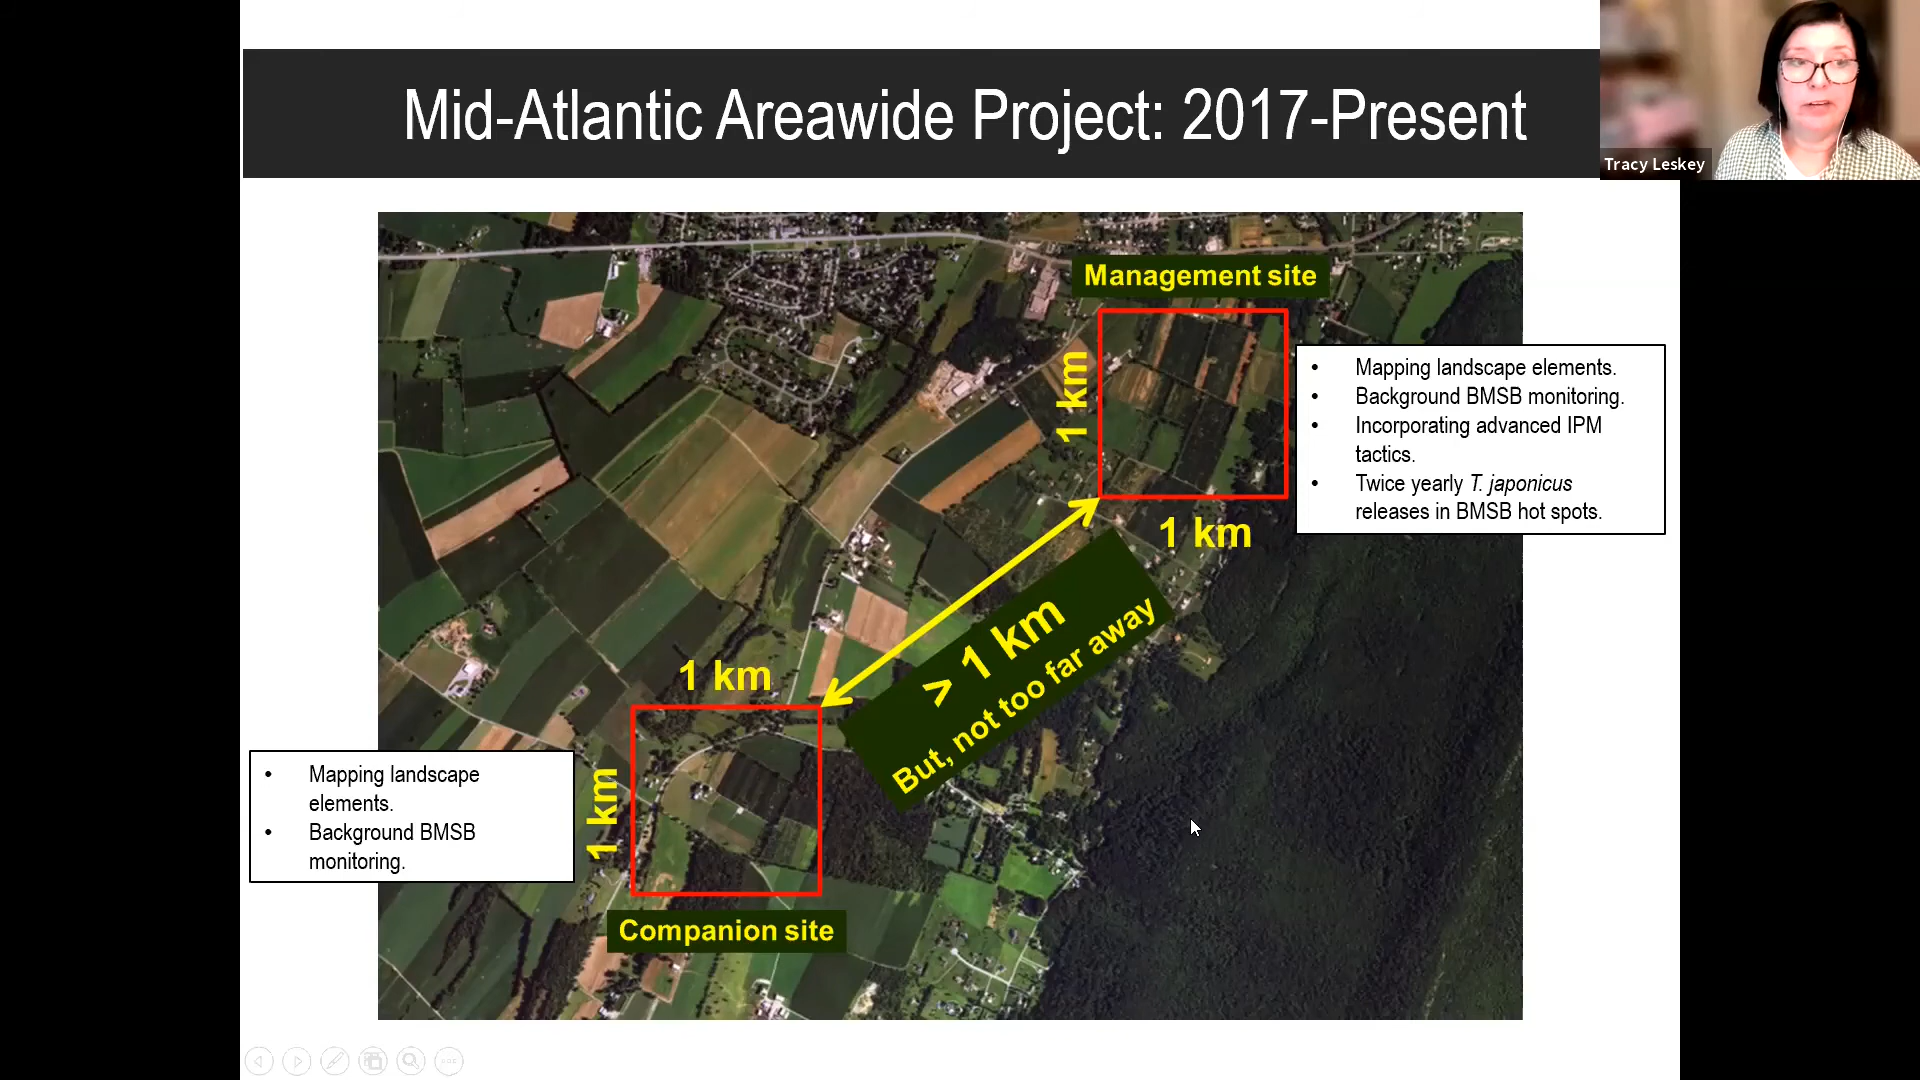 Mid-Atlantic Areawide Project: 2017-Present
Tracy Leskey
Management site
1 km
1 km
• Mapping landscape elements.
• Background BMSB monitoring.
• Incorporating advanced IPM
tactics.
• Twice yearly T. japonicus
releases in BMSB hot spots.
> 1 km
But, not too far away
1 km
1 km
• Mapping landscape
elements.
• Background BMSB
monitoring.
Companion site